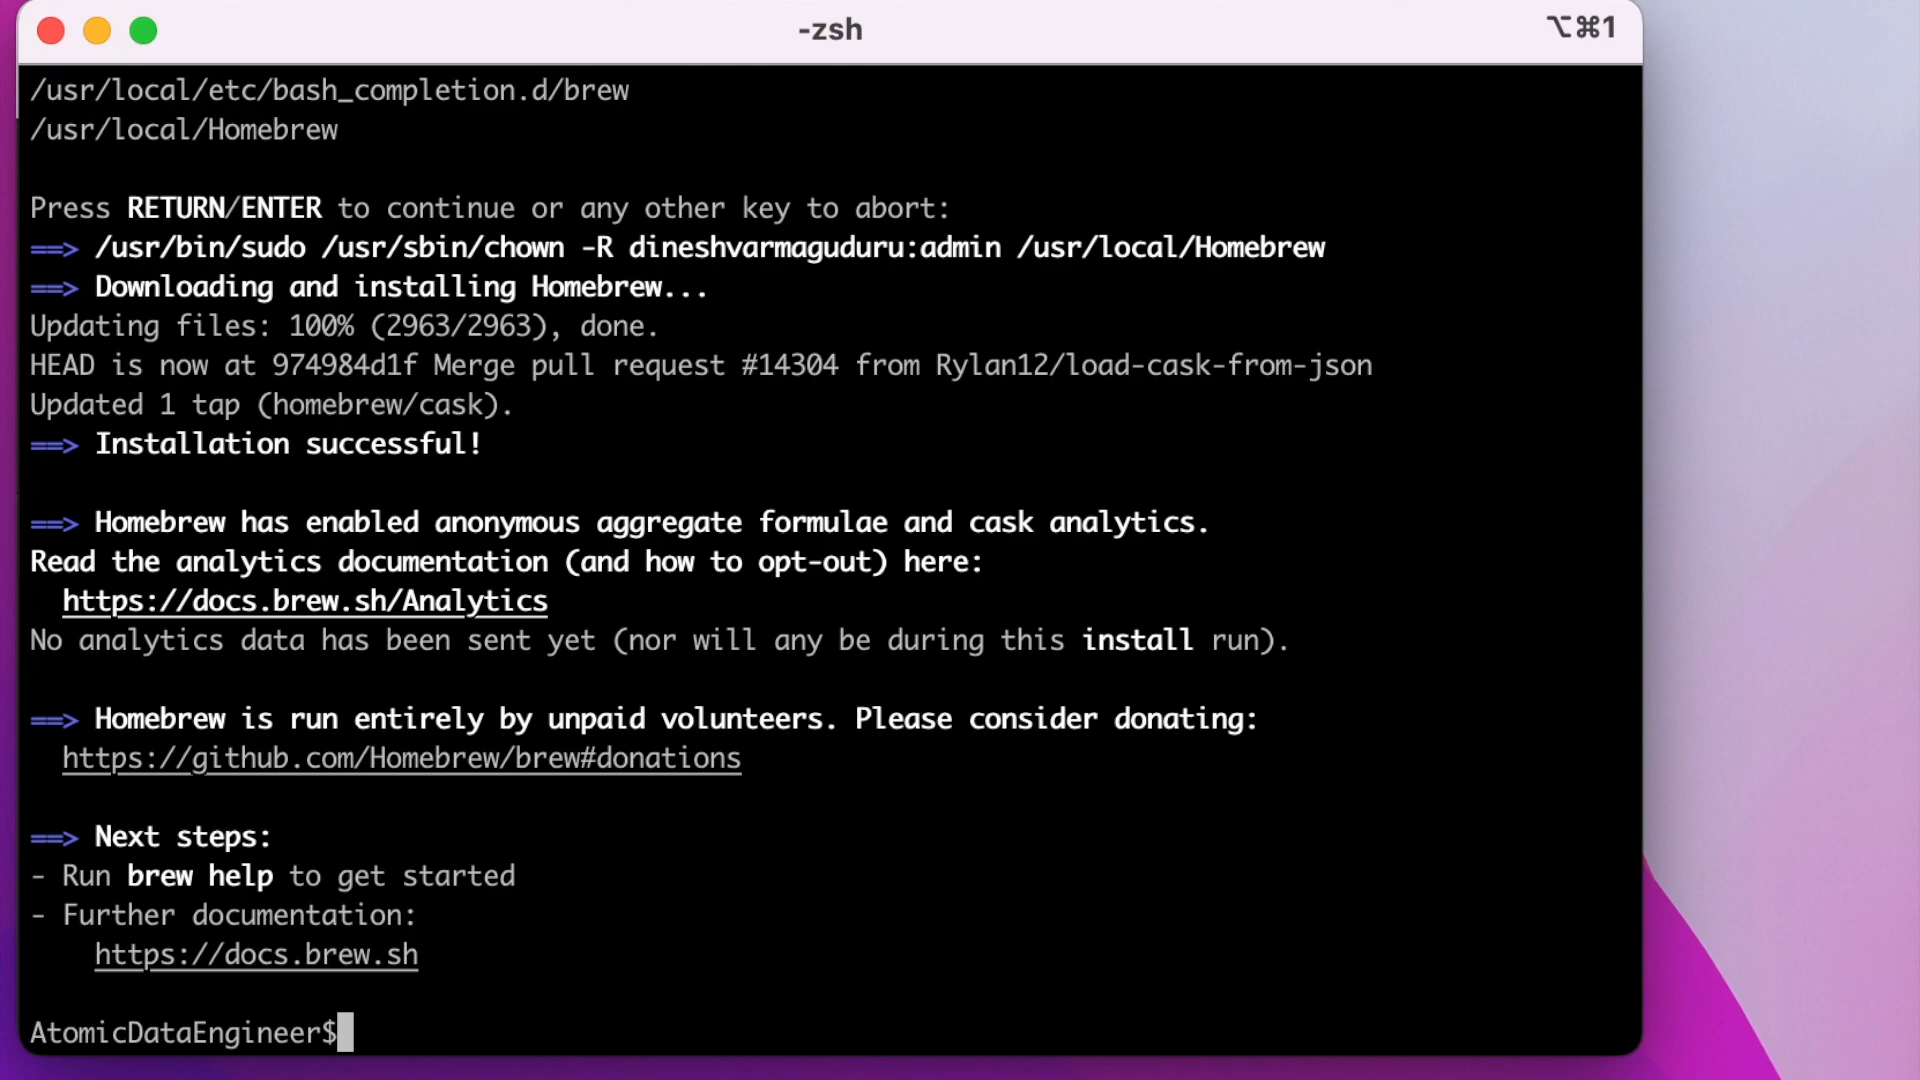 -zsh
⌥⌘1
/usr/local/etc/bash_completion.d/brew
/usr/local/Homebrew
Press RETURN/ENTER to continue or any other key to abort:
==> /usr/bin/sudo /usr/sbin/chown -R dineshvarmaguduru:admin /usr/local/Homebrew
==> Downloading and installing Homebrew...
Updating files: 100% (2963/2963), done.
HEAD is now at 974984d1f Merge pull request #14304 from Rylan12/load-cask-from-json
Updated 1 tap (homebrew/cask).
==> Installation successful!
==> Homebrew has enabled anonymous aggregate formulae and cask analytics.
Read the analytics documentation (and how to opt-out) here:
https://docs.brew.sh/Analytics
No analytics data has been sent yet (nor will any be during this install run).
==> Homebrew is run entirely by unpaid volunteers. Please consider donating:
https://github.com/Homebrew/brew#donations
==> Next steps:
- Run brew help to get started
- Further documentation:
https://docs.brew.sh
AtomicDataEngineer$